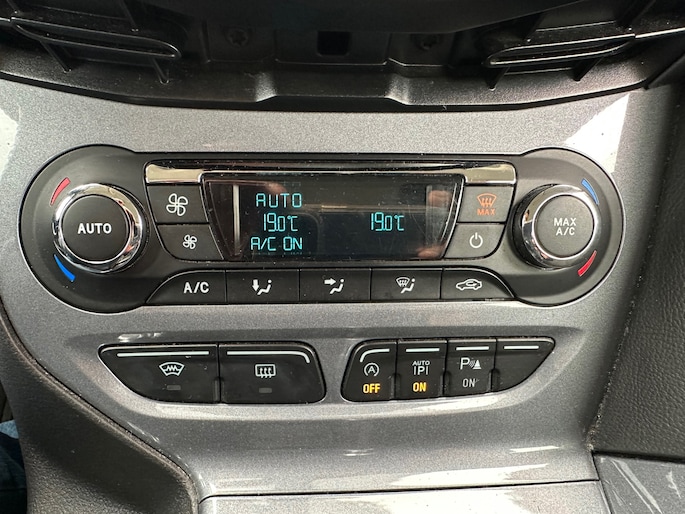 AUTO
AUTO
19.0°C
19.0°C
A/C ON
MAX
MAX
A/C
A/C
A
OFF
AUTO
P
ON
P
ON